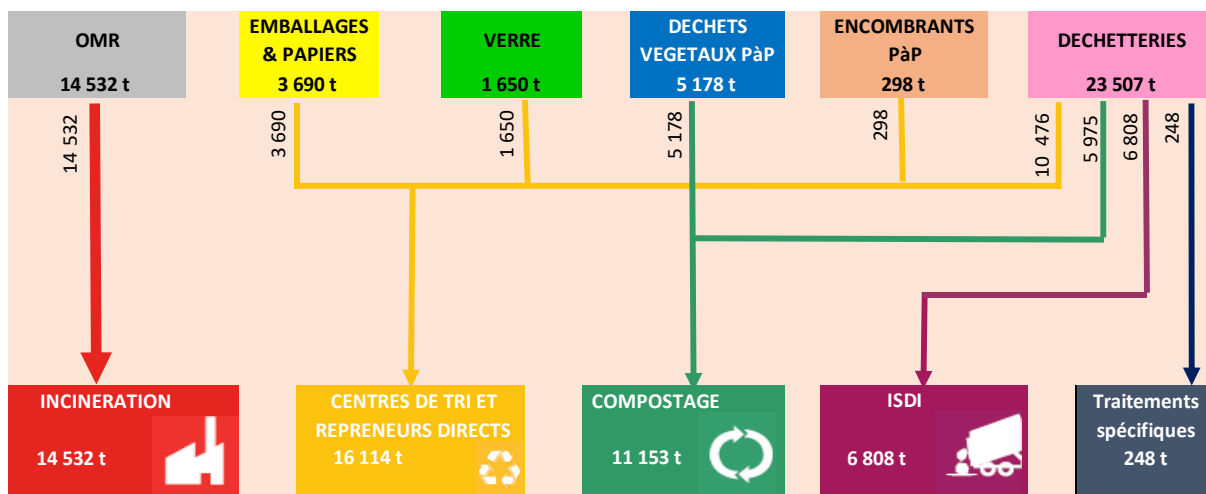 OMR
14 532 t
EMBALLAGES
& PAPIERS
3 690 t
VERRE
1 650 t
DECHETS
VEGETAUX PàP
5 178 t
ENCOMBRANTS
PàP
298 t
DECHETTERIES
23 507 t
14 532
3 690
1 650
5 178
298
10 476
5 975
6 808
248
INCINERATION
14 532 t
CENTRES DE TRI ET
REPRENEURS DIRECTS
16 114 t
COMPOSTAGE
11 153 t
ISDI
6 808 t
Traitements
spécifiques
248 t